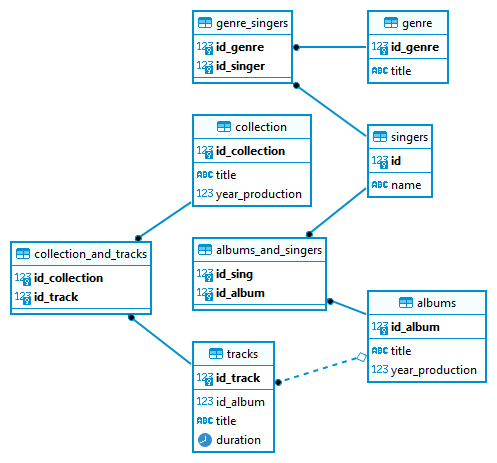 genre_singers
123 id_genre
123 id_singer
genre
123 id_genre
ABC title
collection
123 id_collection
ABC title
123 year_production
singers
123 id
ABC name
collection_and_tracks
123 id_collection
123 id_track
albums_and_singers
123 id_sing
123 id_album
albums
123 id_album
ABC title
123 year_production
tracks
123 id_track
123 id_album
ABC title
duration